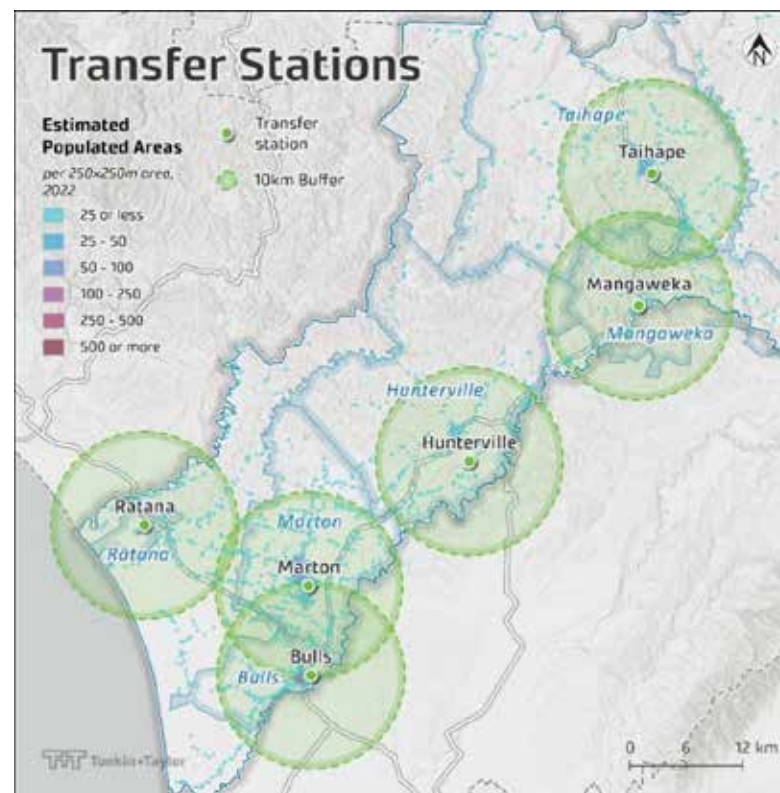 Transfer Stations
N
Estimated
Populated Areas
per 250x250m area,
2022
25 or less
25 - 50
50 - 100
100 - 250
250 - 500
500 or more
Transfer
station
10km Buffer
Taihape
Taihape
Mangaweka
Mangaweka
Hunterville
Hunterville
Ratana
Rātana
Marton
Marton
Bulls
Bulls
Tonkin+Taylor
0 6 12 km